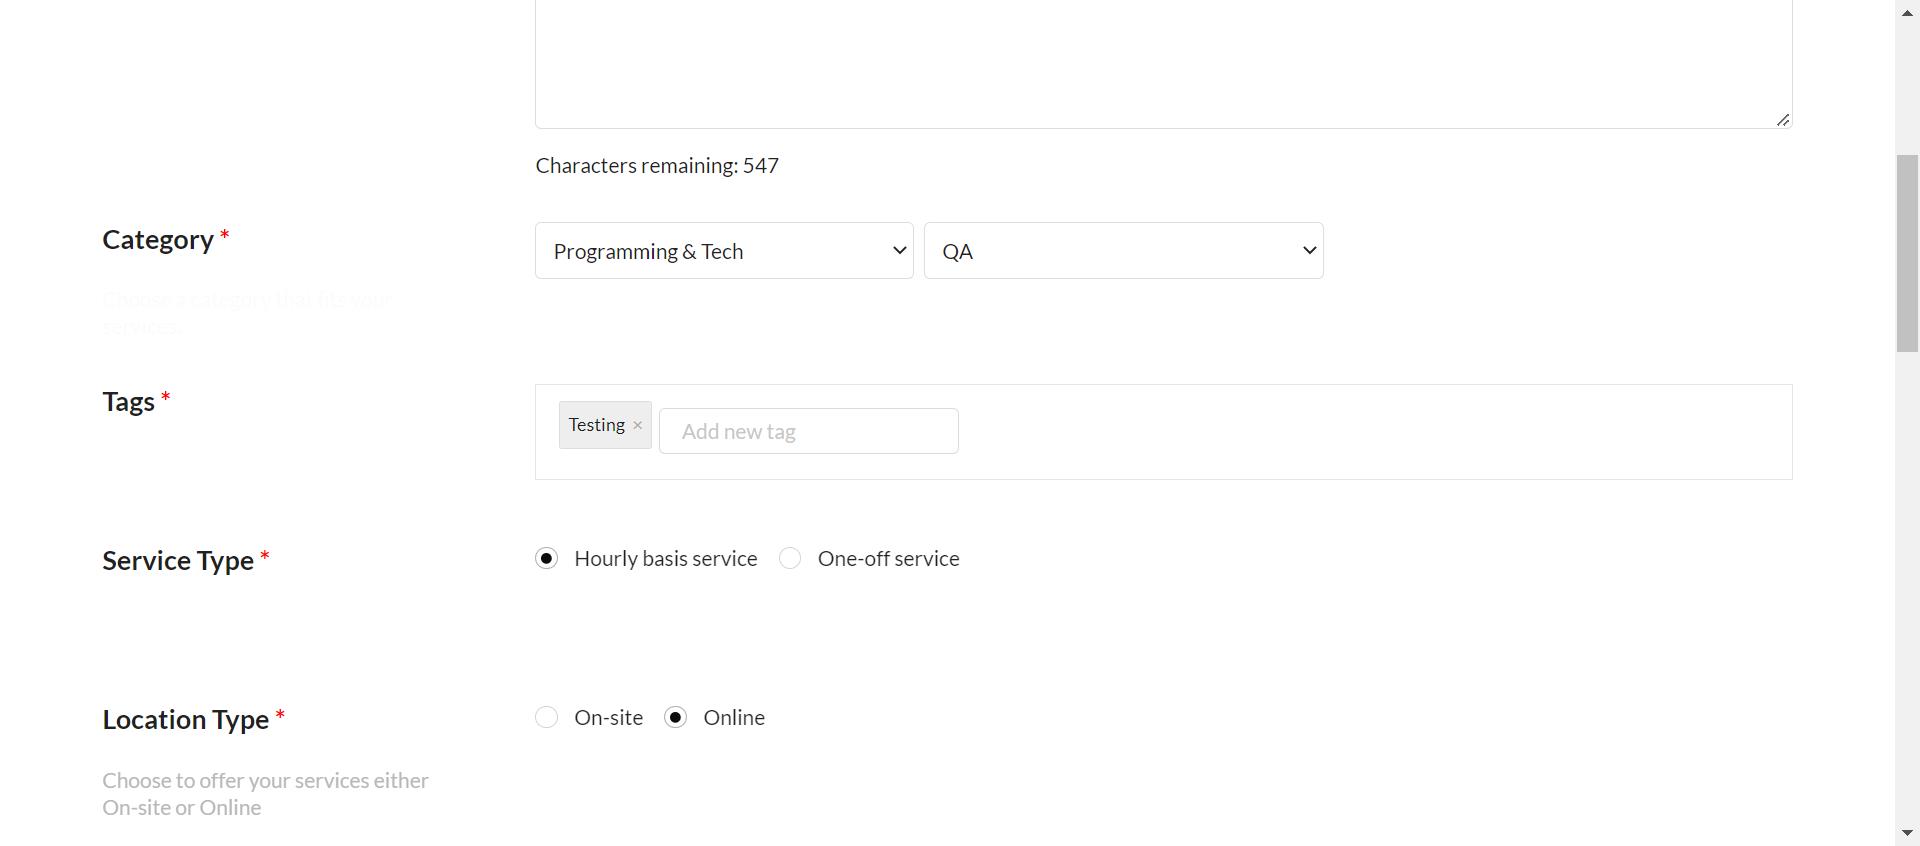 Characters remaining: 547
Category *
Programming & Tech
QA
Choose a category that fits your
services.
Tags *
Testing ×
Add new tag
Service Type *
Hourly basis service
One-off service
Location Type *
On-site
Online
Choose to offer your services either
On-site or Online